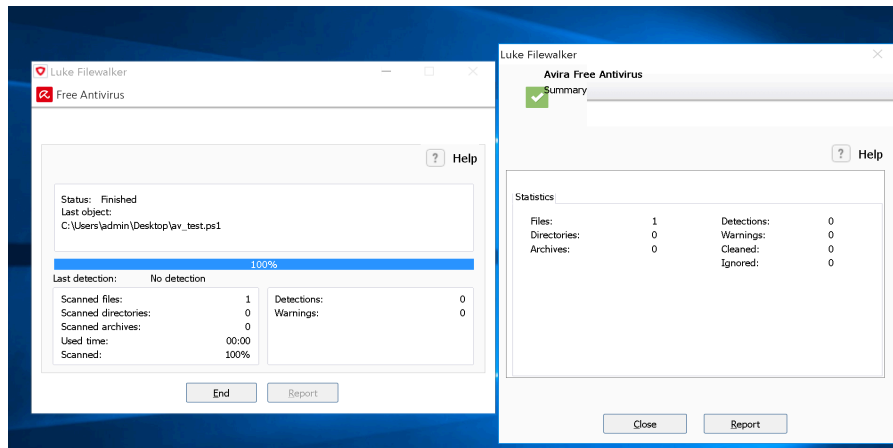 Luke Filewalker
Free Antivirus
? Help
Status: Finished
Last object:
C:\Users\admin\Desktop\av_test.ps1
100%
Last detection: No detection
Scanned files: 1
Scanned directories: 0
Scanned archives: 0
Used time: 00:00
Scanned: 100%
Detections: 0
Warnings: 0
End
Report
Luke Filewalker
Avira Free Antivirus
Summary
? Help
Statistics
Files: 1
Directories: 0
Archives: 0
Detections: 0
Warnings: 0
Cleaned: 0
Ignored: 0
Close
Report